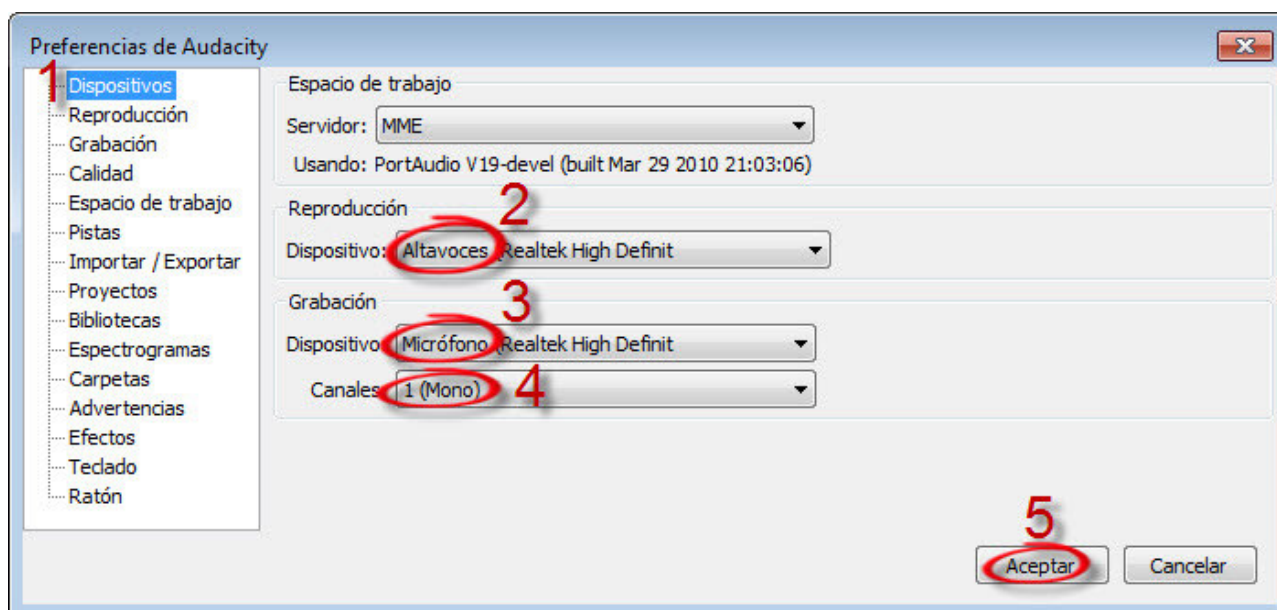 Preferencias de Audacity
1
Dispositivos
Reproducción
Grabación
Calidad
Espacio de trabajo
Pistas
Importar / Exportar
Proyectos
Bibliotecas
Espectrogramas
Carpetas
Advertencias
Efectos
Teclado
Ratón
Espacio de trabajo
Servidor: MME
Usando: PortAudio V19-devel (built Mar 29 2010 21:03:06)
Reproducción
2
Dispositivo: Altavoces (Realtek High Definit
Grabación
3
Dispositivo Micrófono (Realtek High Definit
Canales 1 (Mono) 4
5
Aceptar Cancelar